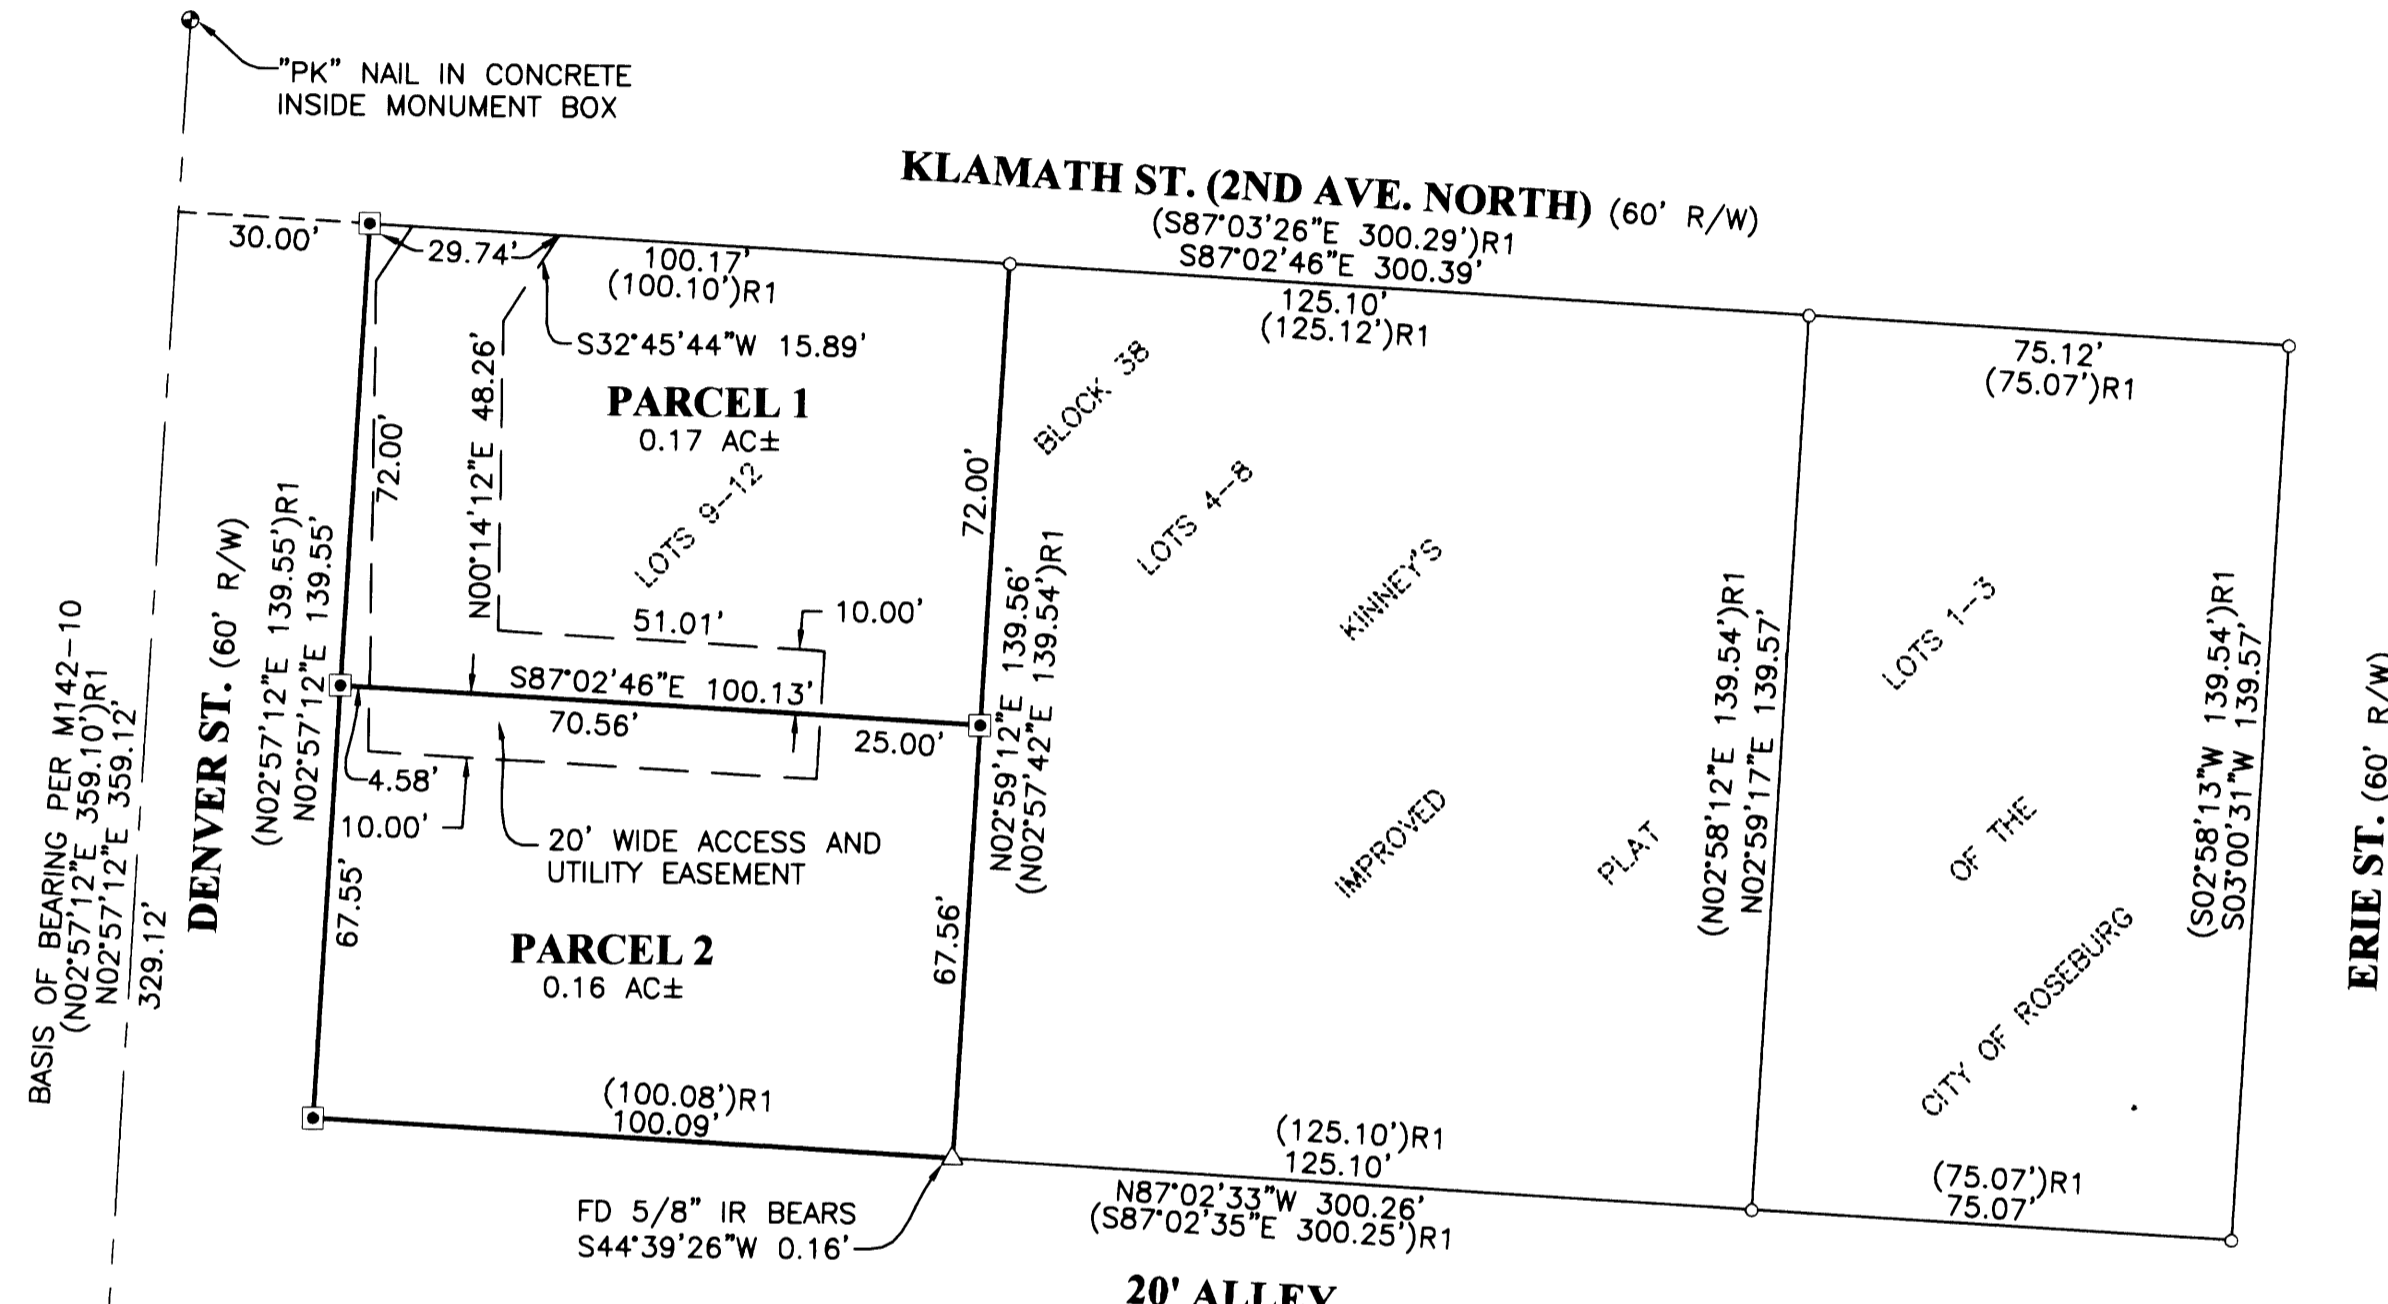 "PK" NAIL IN CONCRETE
INSIDE MONUMENT BOX
KLAMATH ST. (2ND AVE. NORTH) (60' R/W)
(S87°03'26"E 300.29')R1
S87°02'46"E 300.39'
30.00'
29.74'
100.17'
(100.10')R1
125.10'
(125.12')R1
75.12'
(75.07')R1
S32°45'44"W 15.89'
PARCEL 1
0.17 AC±
LOTS 9-12
72.00'
N00°14'12"E 48.26'
72.00'
BLOCK 38
LOTS 4-8
KINNEY'S
IMPROVED
PLAT
LOTS 1-3
OF THE
CITY OF ROSEBURG
51.01'
10.00'
S87°02'46"E 100.13'
70.56'
25.00'
4.58'
10.00'
20' WIDE ACCESS AND
UTILITY EASEMENT
BASIS OF BEARING PER M142-10
(N02°57'12"E 359.10')R1
N02°57'12"E 359.12'
329.12'
DENVER ST. (60' R/W)
(N02°57'12"E 139.55')R1
N02°57'12"E 139.55'
67.55'
N02°59'12"E 139.56'
(N02°57'42"E 139.54')R1
67.56'
(N02°58'12"E 139.54')R1
N02°59'17"E 139.57'
(S02°58'13"W 139.54')R1
S03°00'31"W 139.57'
ERIE ST. (60' R/W)
PARCEL 2
0.16 AC±
(100.08')R1
100.09'
(125.10')R1
125.10'
(75.07')R1
75.07'
FD 5/8" IR BEARS
S44°39'26"W 0.16'
N87°02'33"W 300.26'
(S87°02'35"E 300.25')R1
20' ALLEY